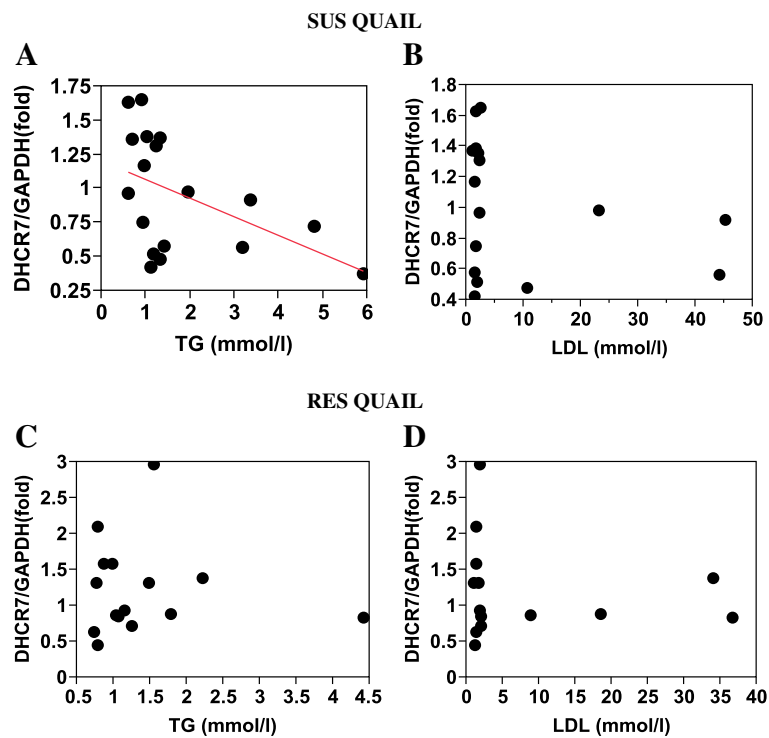 SUS QUAIL
A
B
DHCR7/GAPDH(fold)
1.75
1.5
1.25
1
0.75
0.5
0.25
0 1 2 3 4 5 6
TG (mmol/l)
DHCR7/GAPDH(fold)
1.8
1.6
1.4
1.2
1
0.8
0.6
0.4
0 10 20 30 40 50
LDL (mmol/l)
RES QUAIL
C
D
DHCR7/GAPDH(fold)
3
2.5
2
1.5
1
0.5
0
0.5 1 1.5 2 2.5 3 3.5 4 4.5
TG (mmol/l)
DHCR7/GAPDH(fold)
3
2.5
2
1.5
1
0.5
0
0 5 10 15 20 25 30 35 40
LDL (mmol/l)